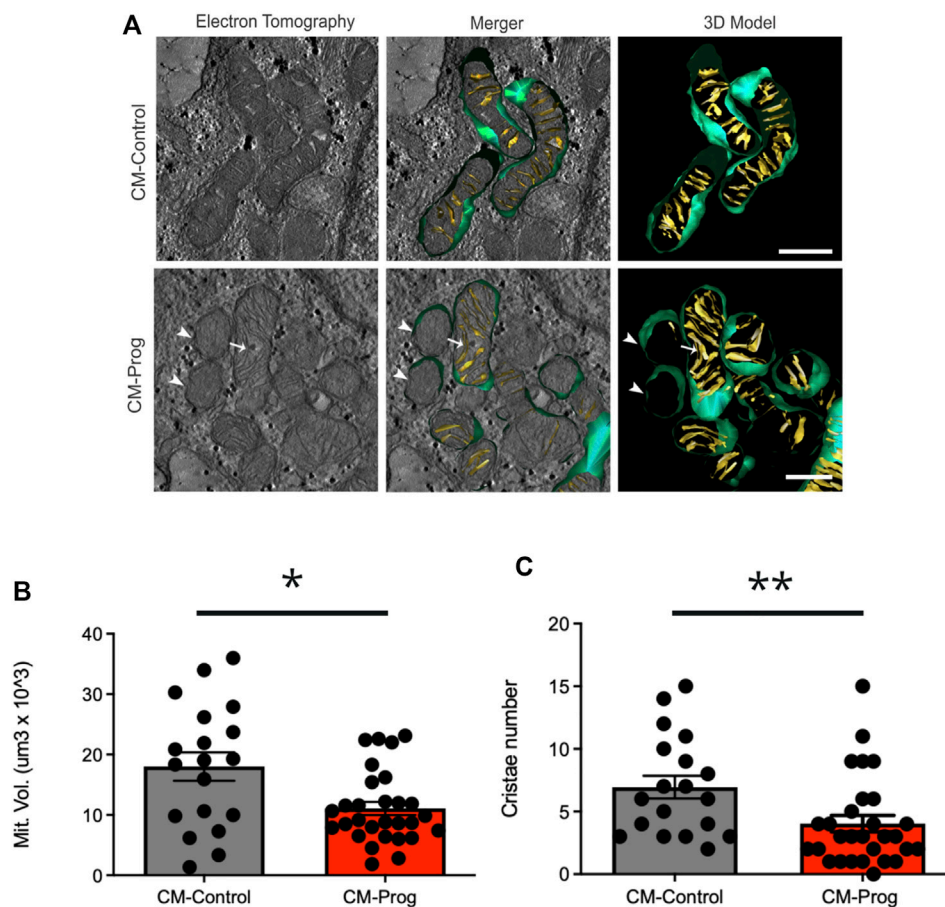 A
Electron Tomography
Merger
3D Model
CM-Control
CM-Prog
B
*
Mit. Vol. (um3 x 10^3)
40
30
20
10
0
CM-Control
CM-Prog
C
**
Cristae number
20
15
10
5
0
CM-Control
CM-Prog